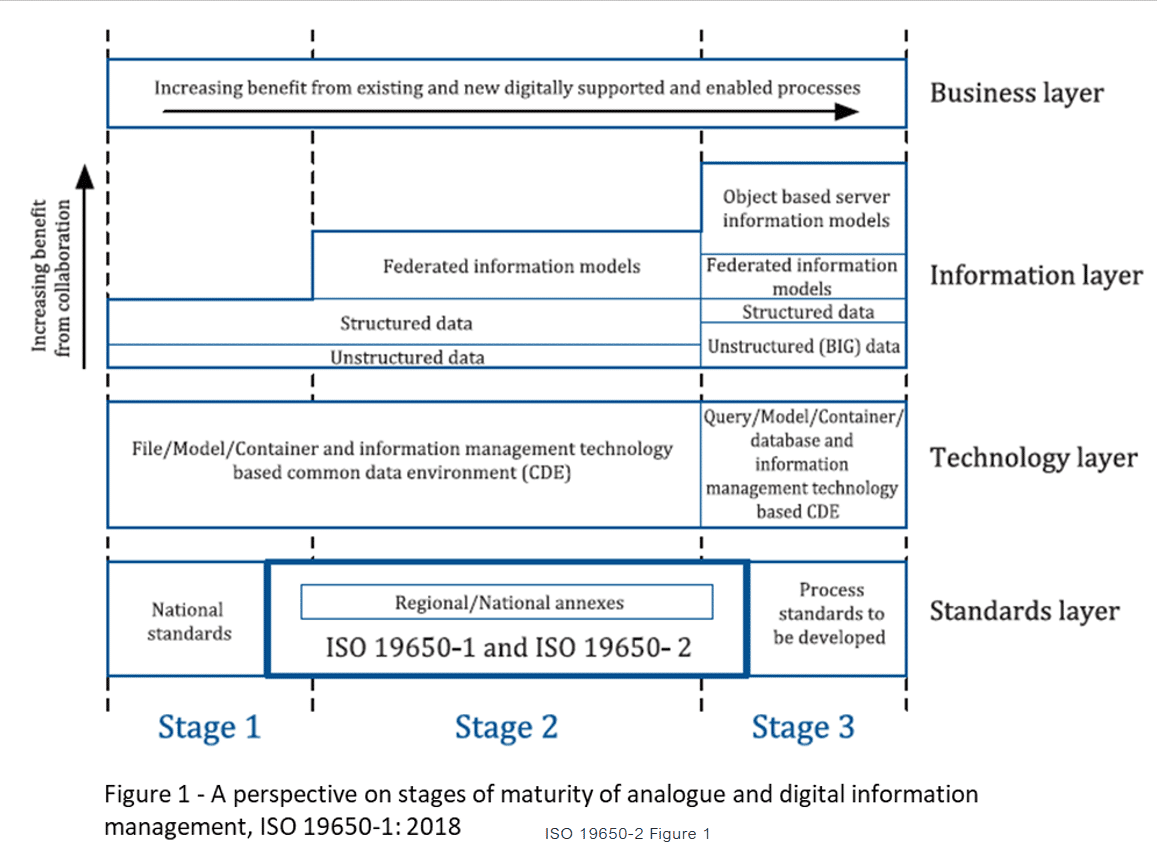 Increasing benefit from existing and new digitally supported and enabled processes
Business layer
Increasing benefit
from collaboration
Object based server
information models
Federated information models
Federated information
models
Structured data
Structured data
Unstructured data
Unstructured (BIG) data
Information layer
File/Model/Container and information management technology
based common data environment (CDE)
Query/Model/Container/
database and
information
management technology
based CDE
Technology layer
National
standards
Regional/National annexes
ISO 19650-1 and ISO 19650- 2
Process
standards to
be developed
Standards layer
Stage 1
Stage 2
Stage 3
Figure 1 - A perspective on stages of maturity of analogue and digital information
management, ISO 19650-1: 2018
ISO 19650-2 Figure 1